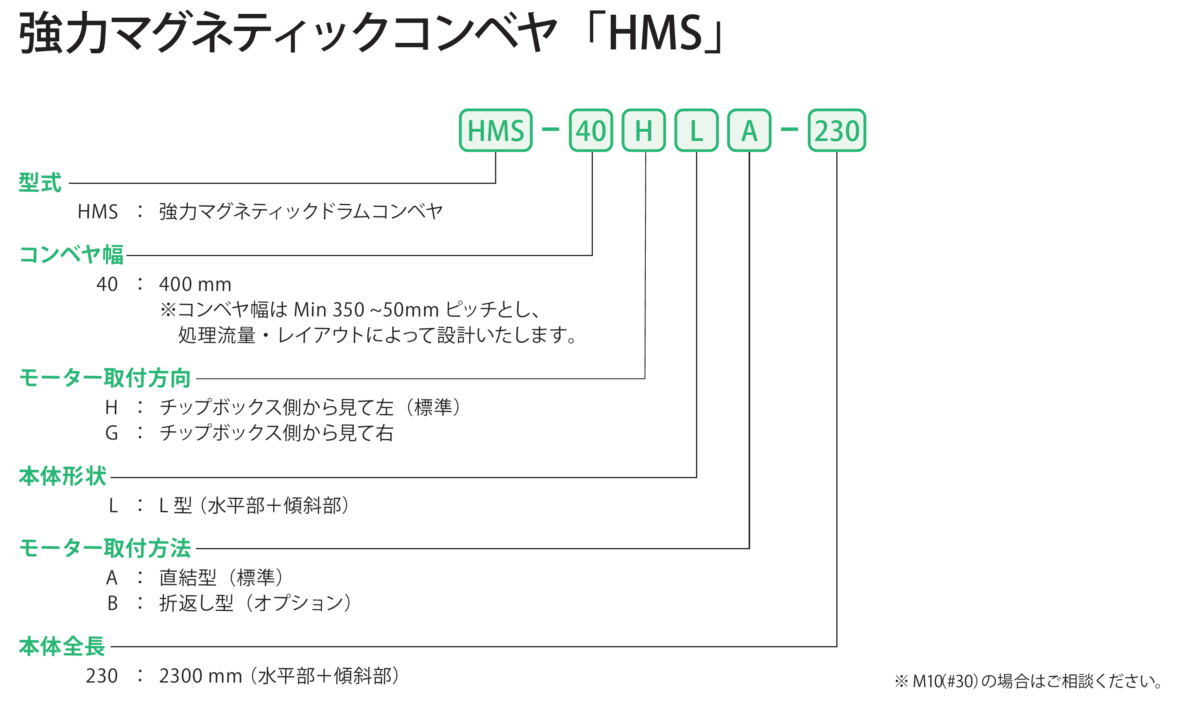 強力マグネティックコンベヤ「HMS」
HMS - 40 H L A - 230
型式
HMS : 強力マグネティックドラムコンベヤ
コンベヤ幅
40 : 400 mm
※コンベヤ幅は Min 350 ~50mm ピッチとし、
処理流量・レイアウトによって設計いたします。
モーター取付方向
H : チップボックス側から見て左（標準）
G : チップボックス側から見て右
本体形状
L : L 型（水平部＋傾斜部）
モーター取付方法
A : 直結型（標準）
B : 折返し型（オプション）
本体全長
230 : 2300 mm（水平部＋傾斜部）
※ M10(#30) の場合はご相談ください。